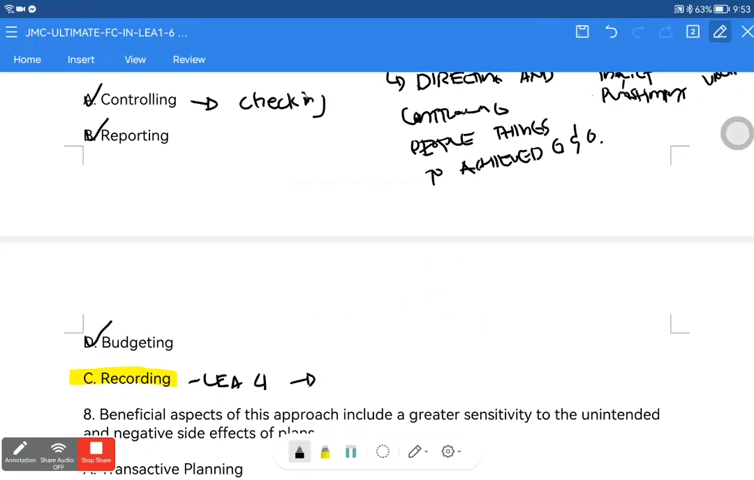 63% 9:53
JMC-ULTIMATE-FC-IN-LEA1-6 ...
2
Home Insert View Review
DIRECTING AND
A. Controlling → checking
CONTROLLING
B. Reporting
PEOPLE THINGS
TO ACHIEVED G & O.
D. Budgeting
C. Recording - LEA 4 →
8. Beneficial aspects of this approach include a greater sensitivity to the unintended
and negative side effects of plans
Annotation Share Audio: OFF Stop Share
A. Transactive Planning